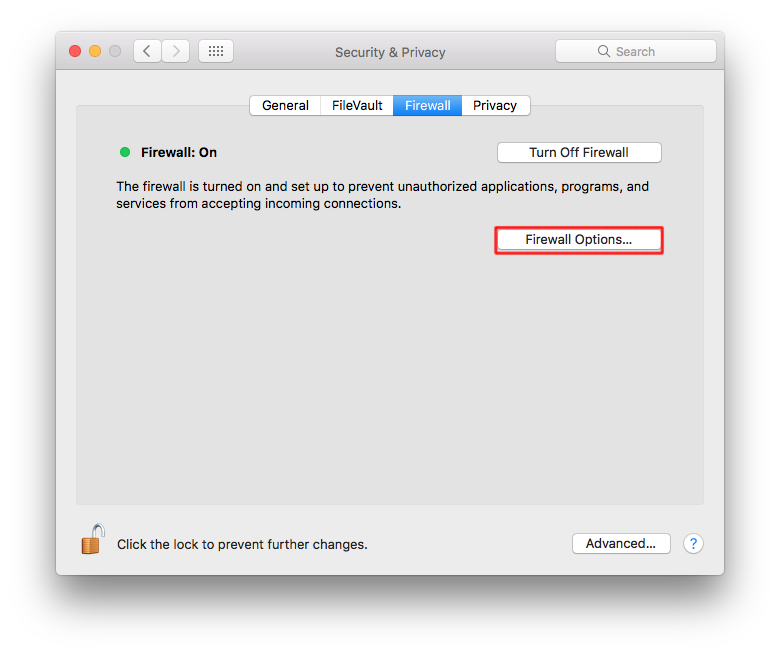 Security & Privacy
Search
General
FileVault
Firewall
Privacy
Firewall: On
Turn Off Firewall
The firewall is turned on and set up to prevent unauthorized applications, programs, and
services from accepting incoming connections.
Firewall Options...
Click the lock to prevent further changes.
Advanced...
?